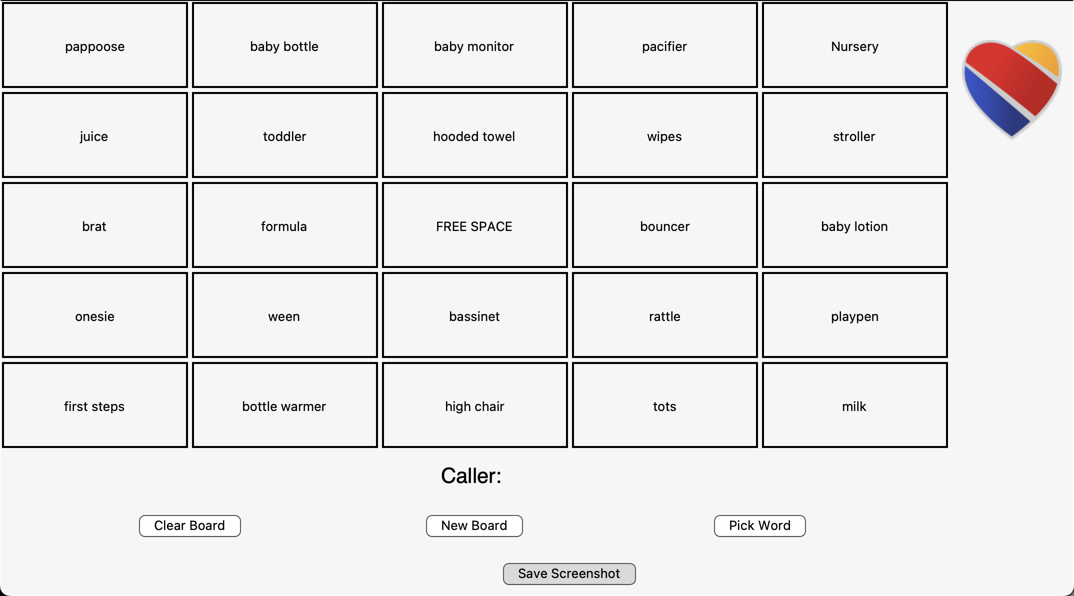 pappoose
baby bottle
baby monitor
pacifier
Nursery
juice
toddler
hooded towel
wipes
stroller
brat
formula
FREE SPACE
bouncer
baby lotion
onesie
ween
bassinet
rattle
playpen
first steps
bottle warmer
high chair
tots
milk
Caller:
Clear Board
New Board
Pick Word
Save Screenshot